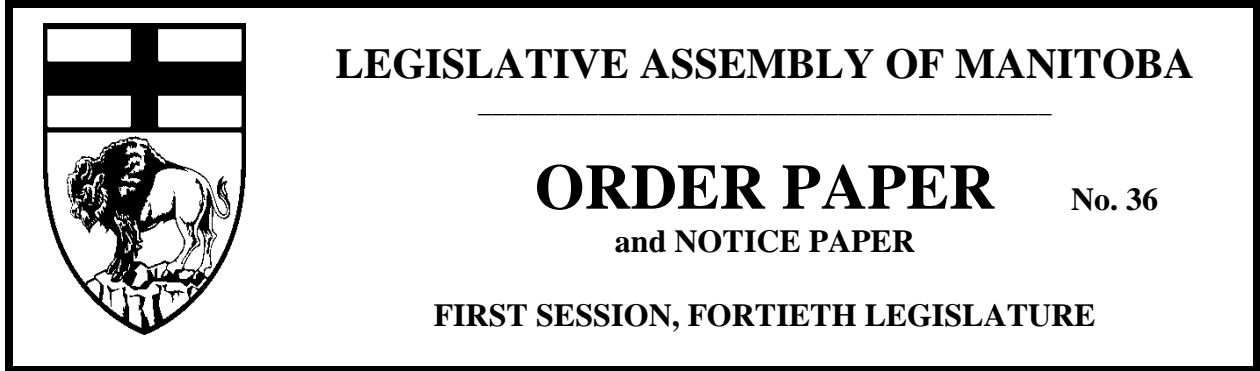 LEGISLATIVE ASSEMBLY OF MANITOBA
ORDER PAPER No. 36
and NOTICE PAPER
FIRST SESSION, FORTIETH LEGISLATURE